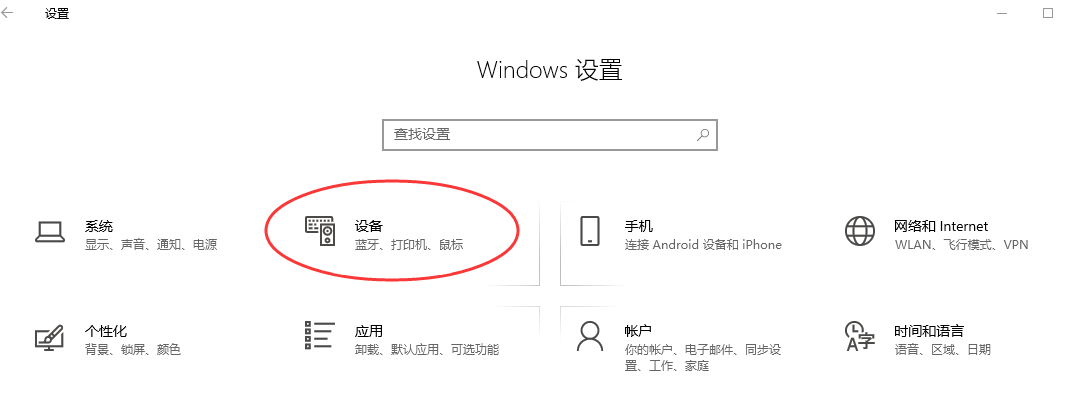 设置
Windows 设置
查找设置
系统
显示、声音、通知、电源
设备
蓝牙、打印机、鼠标
手机
连接 Android 设备和 iPhone
网络和 Internet
WLAN、飞行模式、VPN
个性化
背景、锁屏、颜色
应用
卸载、默认应用、可选功能
帐户
你的帐户、电子邮件、同步设
置、工作、家庭
时间和语言
语音、区域、日期